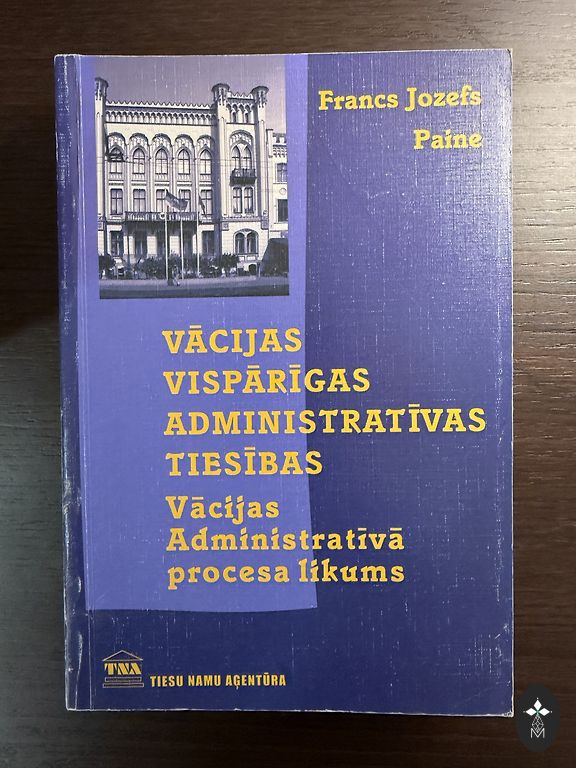 Francs Jozefs
Paine
VĀCIJAS
VISPĀRĪGAS
ADMINISTRATĪVAS
TIESĪBAS
Vācijas
Administratīvā
procesa likums
TNA
TIESU NAMU AĢENTŪRA
M